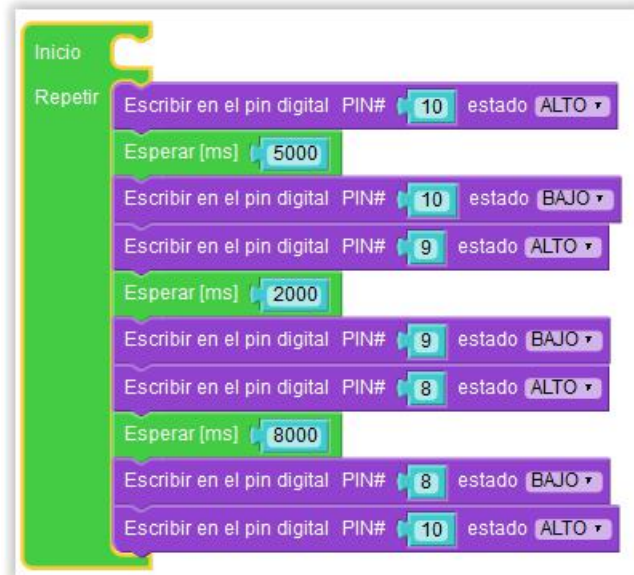 Inicio
Repetir
Escribir en el pin digital PIN# 10 estado ALTO
Esperar [ms] 5000
Escribir en el pin digital PIN# 10 estado BAJO
Escribir en el pin digital PIN# 9 estado ALTO
Esperar [ms] 2000
Escribir en el pin digital PIN# 9 estado BAJO
Escribir en el pin digital PIN# 8 estado ALTO
Esperar [ms] 8000
Escribir en el pin digital PIN# 8 estado BAJO
Escribir en el pin digital PIN# 10 estado ALTO